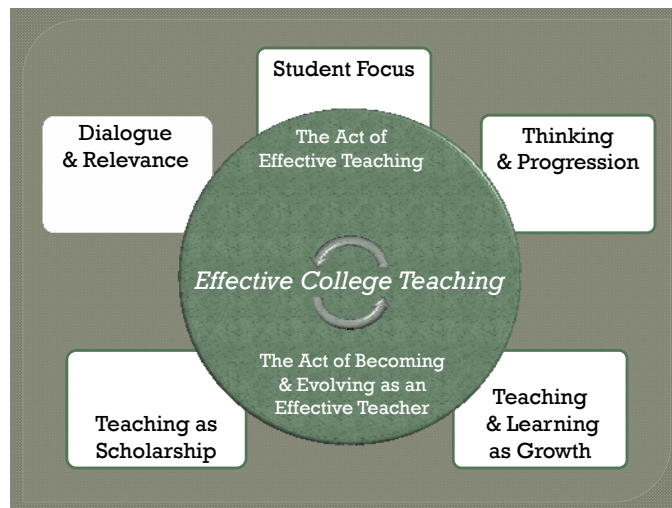 Student Focus
Dialogue
& Relevance
The Act of
Effective Teaching
Thinking
& Progression
Effective College Teaching
The Act of Becoming
& Evolving as an
Effective Teacher
Teaching as
Scholarship
Teaching
& Learning
as Growth